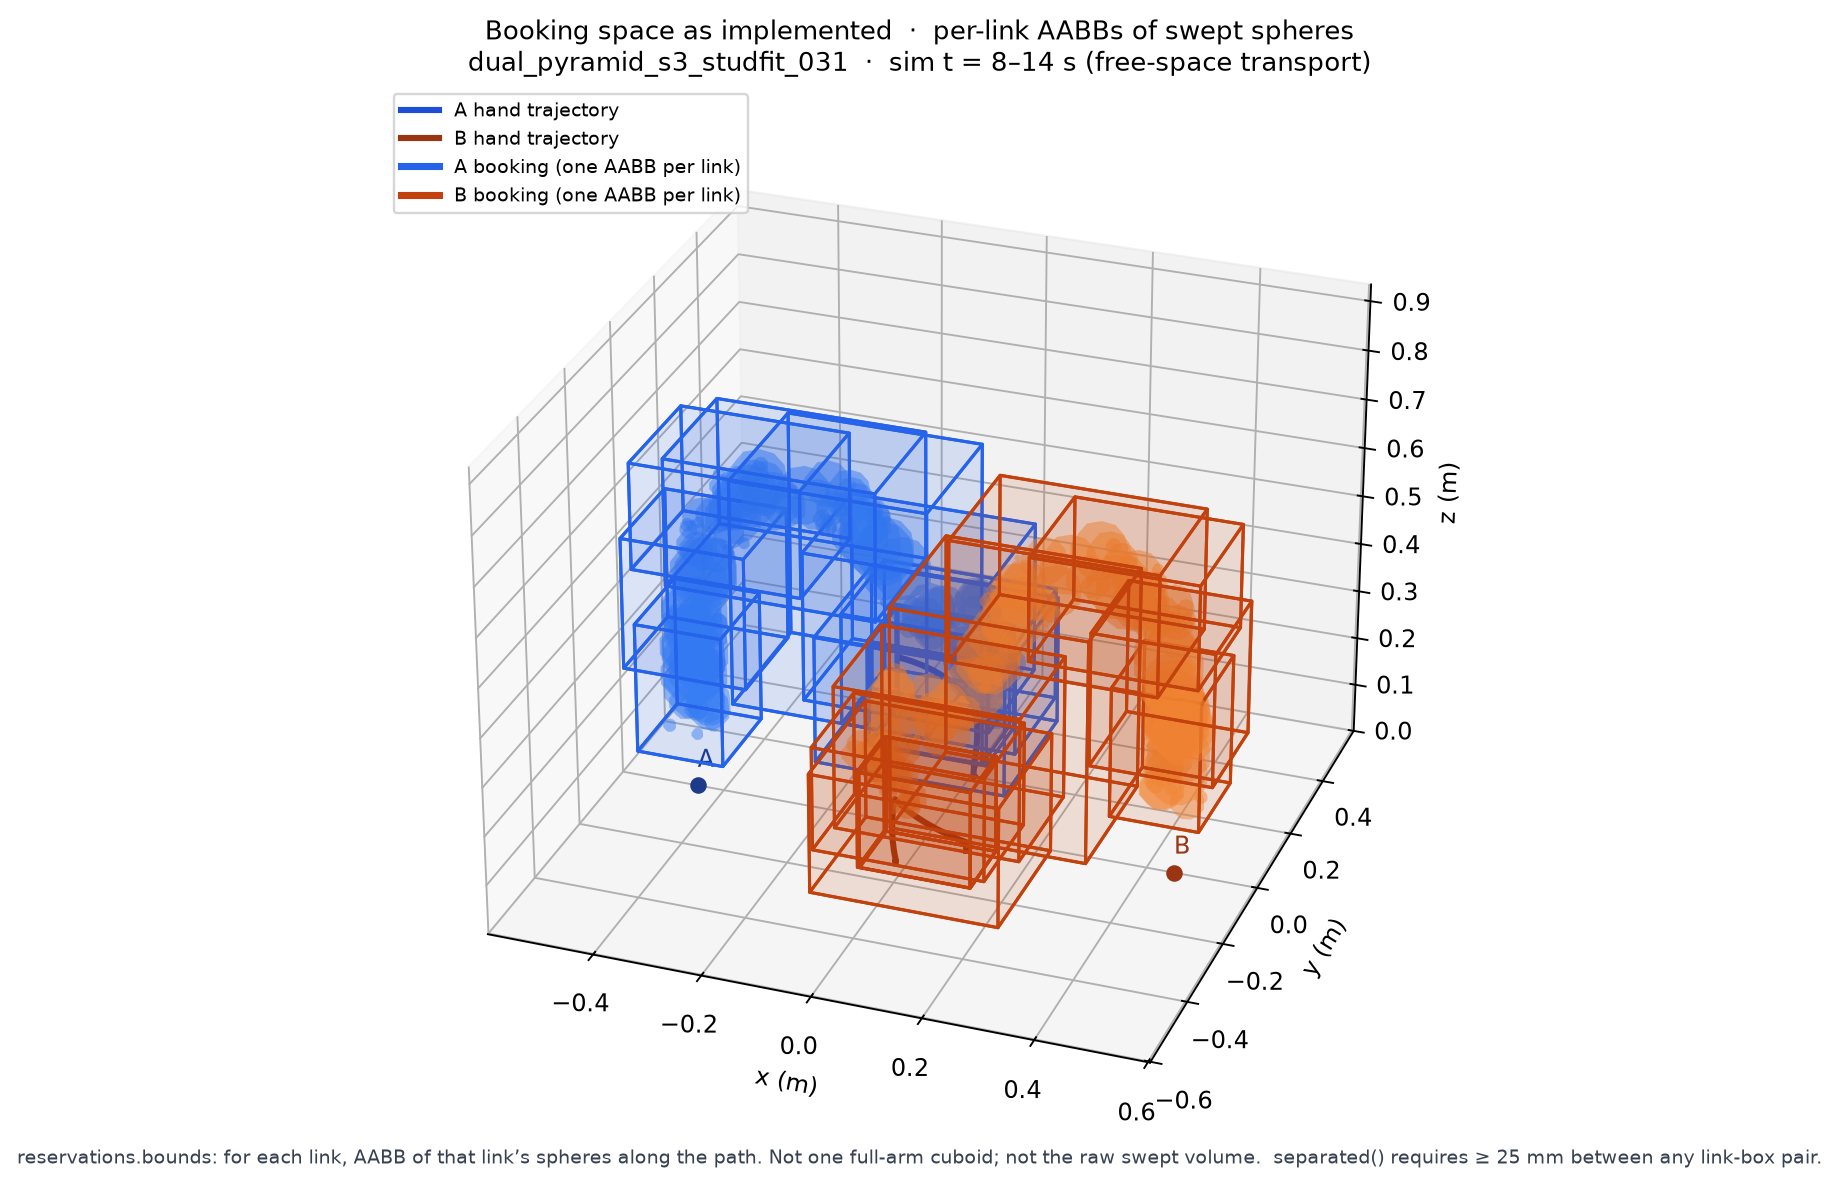 Booking space as implemented · per-link AABBs of swept spheres
dual_pyramid_s3_studfit_031 · sim t = 8–14 s (free-space transport)
A hand trajectory
B hand trajectory
A booking (one AABB per link)
B booking (one AABB per link)
0.9
0.8
0.7
0.6
0.5
0.4
0.3
0.2
0.1
0.0
z (m)
A
B
0.4
0.2
0.0
−0.2
−0.4
−0.6
y (m)
−0.4
−0.2
0.0
0.2
0.4
0.6
x (m)
reservations.bounds: for each link, AABB of that link’s spheres along the path. Not one full-arm cuboid; not the raw swept volume. separated() requires ≥ 25 mm between any link-box pair.